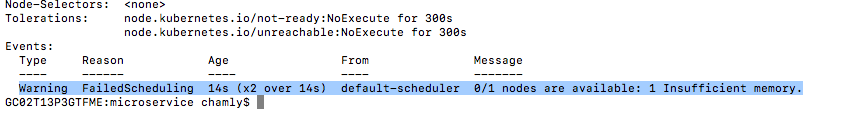 Node-Selectors:  <none>
Tolerations:     node.kubernetes.io/not-ready:NoExecute for 300s
                 node.kubernetes.io/unreachable:NoExecute for 300s
Events:
  Type     Reason            Age                From               Message
  ----     ------            ----               ----               -------
  Warning  FailedScheduling  14s (x2 over 14s)  default-scheduler  0/1 nodes are available: 1 Insufficient memory.
GC02T13P3GTFME:microservice chamly$